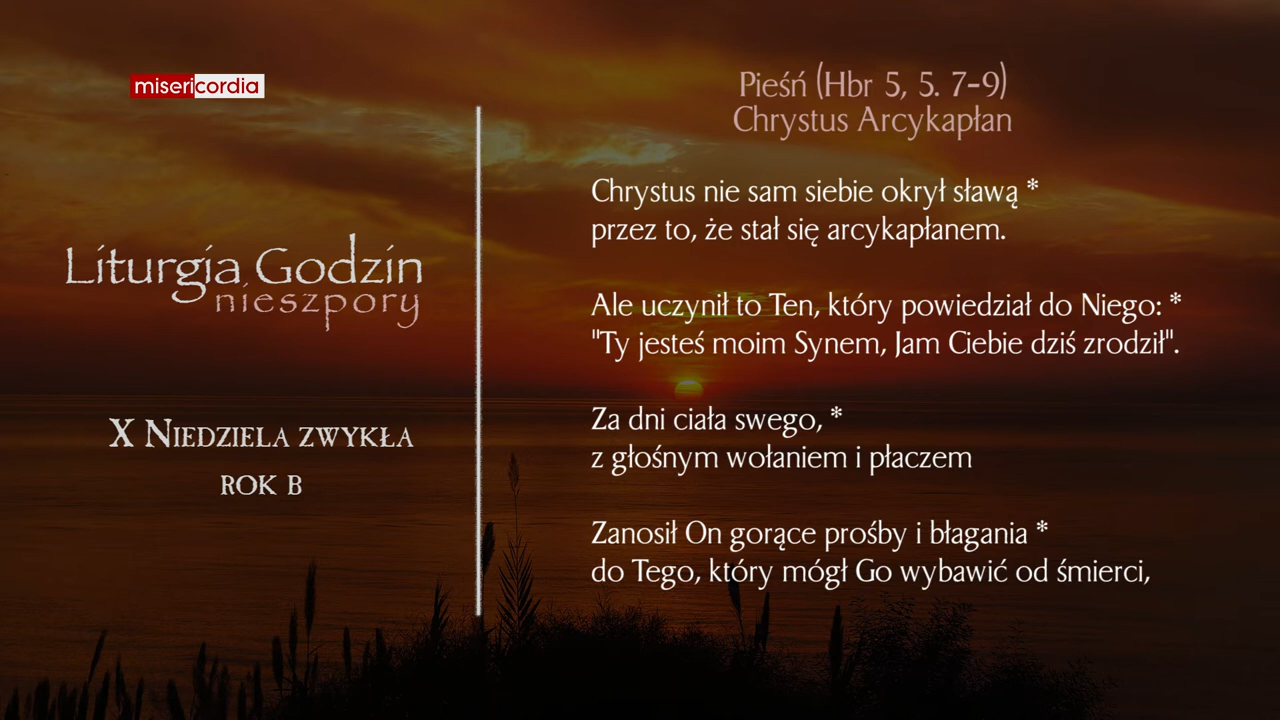 misericordia
Liturgia Godzin
nieszpory
X Niedziela zwykła
rok B
Pieśń (Hbr 5, 5. 7-9)
Chrystus Arcykapłan
Chrystus nie sam siebie okrył sławą *
przez to, że stał się arcykapłanem.
Ale uczynił to Ten, który powiedział do Niego: *
"Ty jesteś moim Synem, Jam Ciebie dziś zrodził".
Za dni ciała swego, *
z głośnym wołaniem i płaczem
Zanosił On gorące prośby i błagania *
do Tego, który mógł Go wybawić od śmierci,